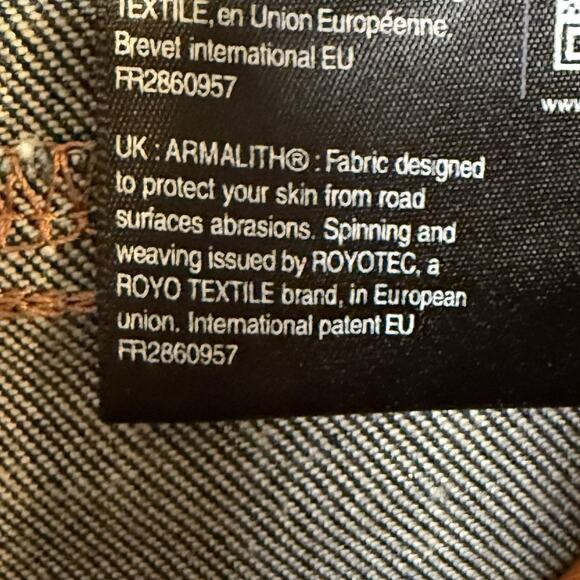 TEXTILE, en Union Européenne,
Brevet international EU
FR2860957
www
UK : ARMALITH® : Fabric designed
to protect your skin from road
surfaces abrasions. Spinning and
weaving issued by ROYOTEC, a
ROYO TEXTILE brand, in European
union. International patent EU
FR2860957